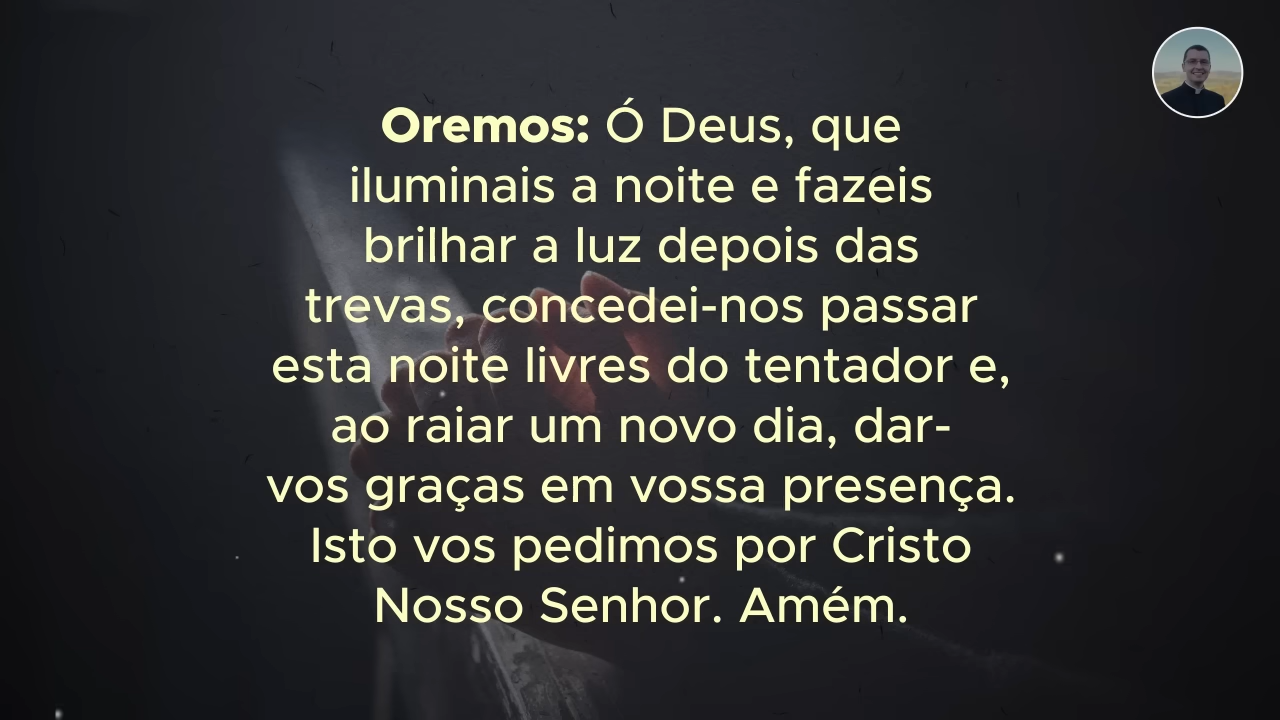 Oremos: Ó Deus, que
iluminais a noite e fazeis
brilhar a luz depois das
trevas, concedei-nos passar
esta noite livres do tentador e,
ao raiar um novo dia, dar-
vos graças em vossa presença.
Isto vos pedimos por Cristo
Nosso Senhor. Amém.